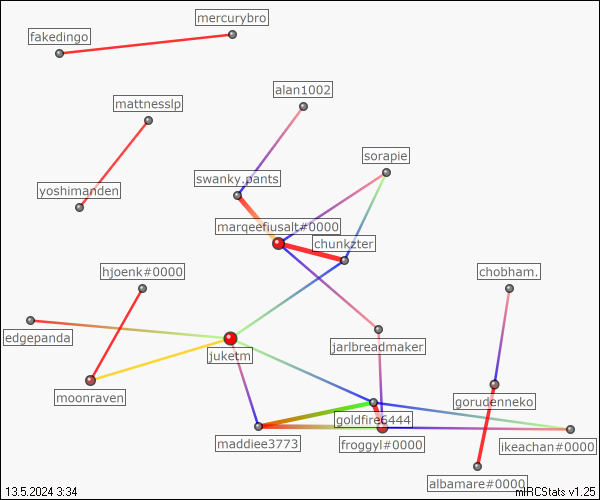 mercurybro
fakedingo
alan1002
mattnesslp
sorapie
swanky.pants
yoshimanden
marqeefiusalt#0000
chunkzter
hjoenk#0000
chobham.
edgepanda
jarlbreadmaker
juketm
moonraven
gorudenneko
goldfire6444
maddiee3773
froggyl#0000
ikeachan#0000
albamare#0000
13.5.2024 3:34
mIRCStats v1.25